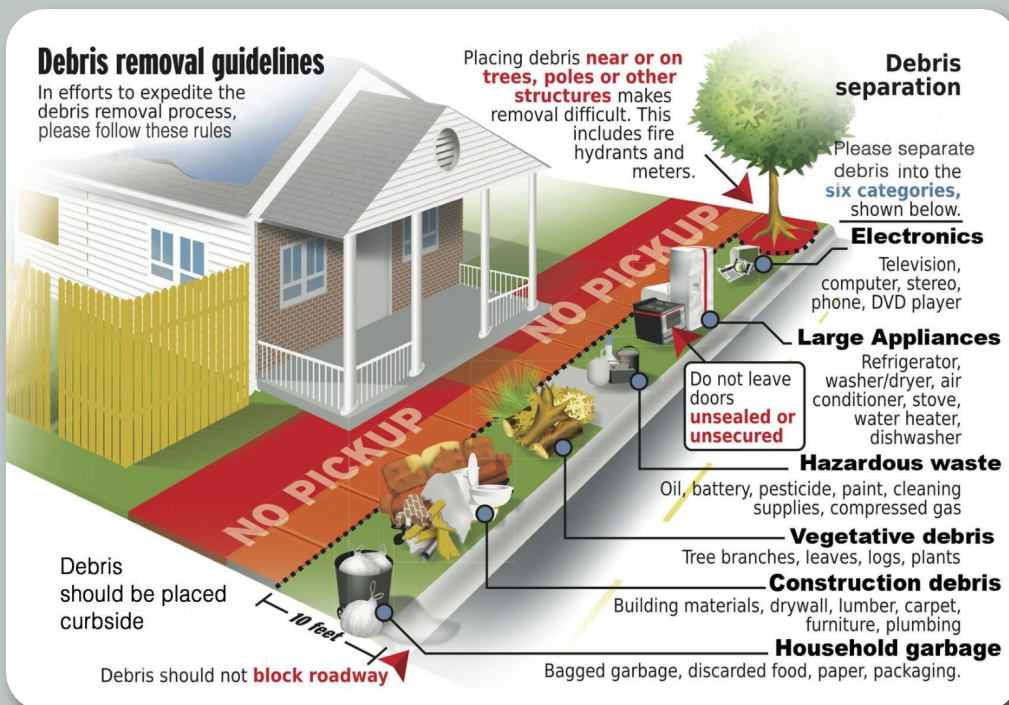 Debris removal guidelines
In efforts to expedite the
debris removal process,
please follow these rules
Placing debris near or on
trees, poles or other
structures makes
removal difficult. This
includes fire
hydrants and
meters.
Debris
separation
Please separate
debris into the
six categories,
shown below.
Electronics
Television,
computer, stereo,
phone, DVD player
Large Appliances
Refrigerator,
washer/dryer, air
conditioner, stove,
water heater,
dishwasher
Do not leave
doors
unsealed or
unsecured
Hazardous waste
Oil, battery, pesticide, paint, cleaning
supplies, compressed gas
Vegetative debris
Tree branches, leaves, logs, plants
Construction debris
Building materials, drywall, lumber, carpet,
furniture, plumbing
Household garbage
Bagged garbage, discarded food, paper, packaging.
NO PICKUP
NO PICKUP
NO PICKUP
Debris
should be placed
curbside
10 feet
Debris should not block roadway